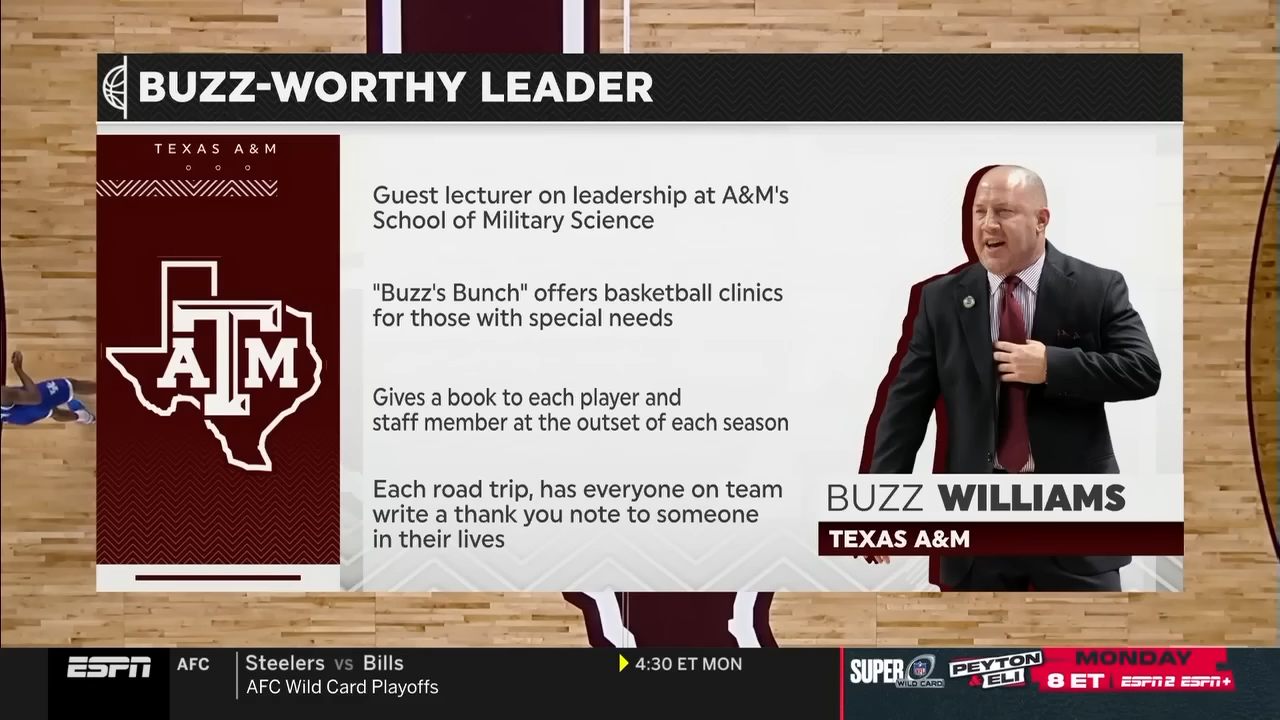 BUZZ-WORTHY LEADER
TEXAS A&M
ATM
Guest lecturer on leadership at A&M's
School of Military Science
"Buzz's Bunch" offers basketball clinics
for those with special needs
Gives a book to each player and
staff member at the outset of each season
Each road trip, has everyone on team
write a thank you note to someone
in their lives
BUZZ WILLIAMS
TEXAS A&M
ESPN
AFC
Steelers vs Bills
AFC Wild Card Playoffs
4:30 ET MON
SUPER
NFL
WILD CARD
PEYTON
& ELI
MONDAY
8 ET ESPN2 ESPN+